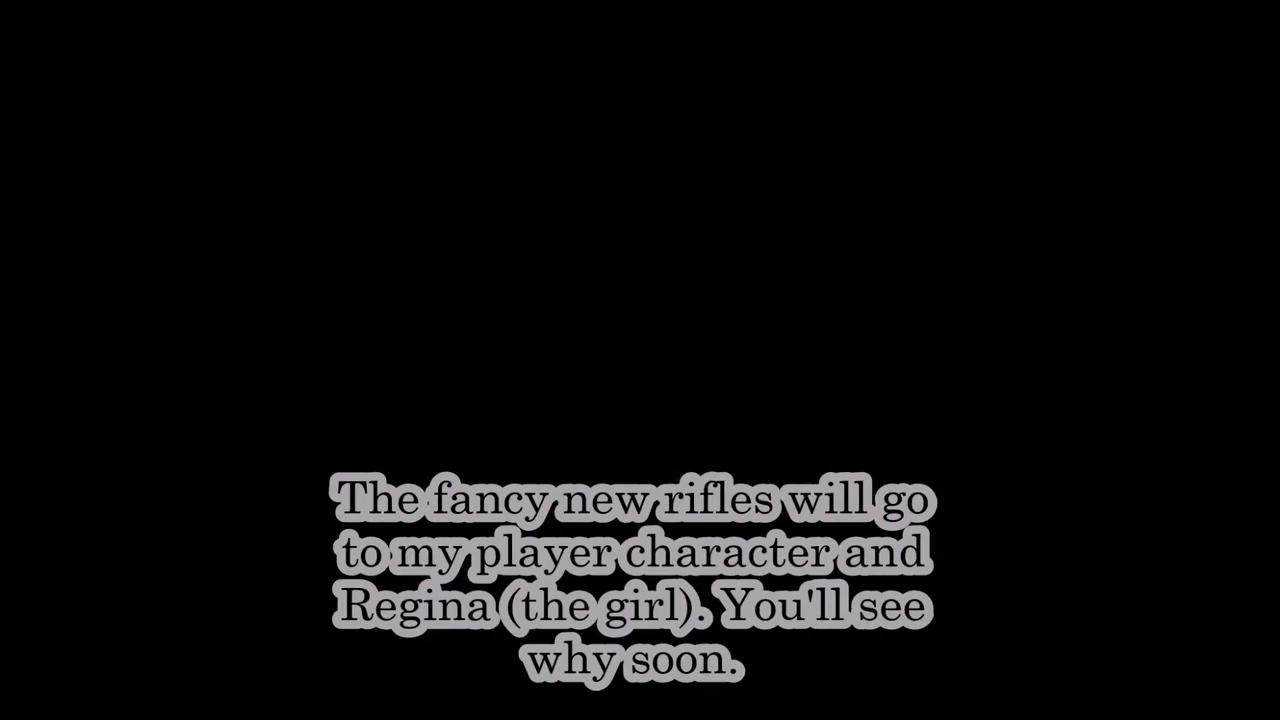 The fancy new rifles will go
to my player character and
Regina (the girl). You'll see
why soon.